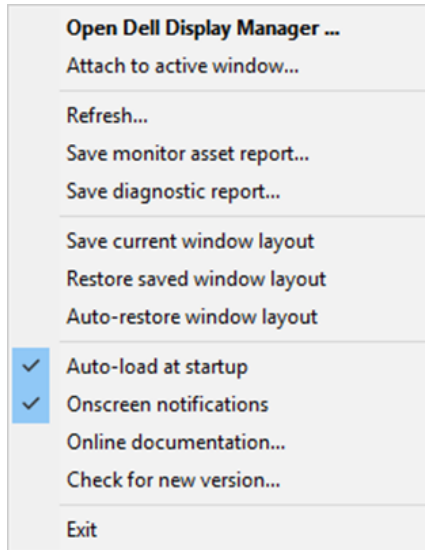 Open Dell Display Manager ...
Attach to active window...
Refresh...
Save monitor asset report...
Save diagnostic report...
Save current window layout
Restore saved window layout
Auto-restore window layout
Auto-load at startup
Onscreen notifications
Online documentation...
Check for new version...
Exit